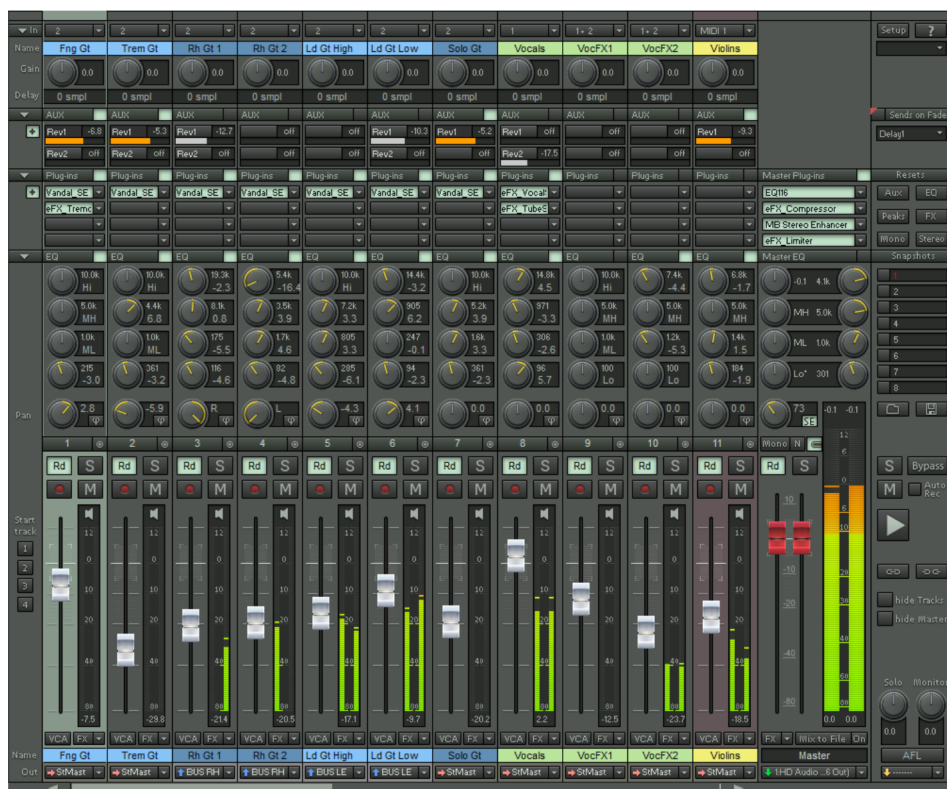 In 2 2 2 2 2 2 2 1 1+ 2 1+ 2 MIDI 1 Setup ?
Name Fng Gt Trem Gt Rh Gt 1 Rh Gt 2 Ld Gt High Ld Gt Low Solo Gt Vocals VocFX1 VocFX2 Violins
Gain 0.0 0.0 0.0 0.0 0.0 0.0 0.0 0.0 0.0 0.0 0.0
Delay 0 smpl 0 smpl 0 smpl 0 smpl 0 smpl 0 smpl 0 smpl 0 smpl 0 smpl 0 smpl 0 smpl
AUX AUX AUX AUX AUX AUX AUX AUX AUX AUX AUX Sends on Fade
Rev1 -6.8 Rev1 -5.3 Rev1 -12.7 off off Rev1 -10.3 Rev1 -5.2 Rev1 off off off Rev1 -9.3 Delay1
Rev2 off Rev2 off Rev2 off off off Rev2 off Rev2 off Rev2 -17.5 off off Rev2 off
Plug-ins Plug-ins Plug-ins Plug-ins Plug-ins Plug-ins Plug-ins Plug-ins Plug-ins Plug-ins Plug-ins Master Plug-ins Resets
Vandal_SE Vandal_SE Vandal_SE Vandal_SE Vandal_SE Vandal_SE Vandal_SE eFX_Vocal EQ116 Aux EQ
eFX_Tremo eFX_TubeS eFX_Compressor
MB Stereo Enhancer Peaks FX
eFX_Limiter Mono Stereo
EQ EQ EQ EQ EQ EQ EQ EQ EQ EQ EQ Master EQ Snapshots
10.0k 10.0k 19.3k 5.4k 10.0k 14.4k 10.0k 14.8k 10.0k 7.4k 6.8k -0.1 4.1k 1
Hi Hi -2.3 -16.4 Hi -3.2 Hi 4.5 Hi -4.4 -1.7 2
5.0k 4.4k 8.1k 3.5k 7.2k 905 5.2k 971 5.0k 5.0k 5.0k MH 5.0k 3
MH 6.8 0.8 3.9 3.3 6.2 3.9 -3.3 MH MH MH 4
1.0k 1.0k 175 1.7k 805 247 1.6k 306 1.0k 1.2k 1.4k ML 1.0k 5
ML ML -5.5 4.6 3.3 -0.1 3.3 -2.6 ML -5.3 1.5 6
215 361 116 82 285 94 361 96 100 100 184 Lo* 301 7
-3.0 -3.2 -4.6 -4.8 -6.1 -2.3 -2.3 5.7 Lo Lo -1.9 8
Pan 2.8 -5.9 R L -4.3 4.1 0.0 0.0 0.0 0.0 0.0 73 -0.1 -0.1
SE
1 2 3 4 5 6 7 8 9 10 11 Mono N 12
Rd S Rd S Rd S Rd S Rd S Rd S Rd S Rd S Rd S Rd S Rd S Rd S S Bypass
M M M M M M M M M M M M Auto Rec
Start track
1
2
3
4
hide Tracks
hide Master
Solo Monitor
0.0 0.0
-7.5 -29.8 -21.4 -20.5 -17.1 -9.7 -20.2 2.2 -12.5 -23.7 -18.5 0.0 0.0
VCA FX VCA FX VCA FX VCA FX VCA FX VCA FX VCA FX VCA FX VCA FX VCA FX VCA FX FX Mix to File On
Name Fng Gt Trem Gt Rh Gt 1 Rh Gt 2 Ld Gt High Ld Gt Low Solo Gt Vocals VocFX1 VocFX2 Violins Master AFL
Out StMast StMast BUS RH BUS RH BUS LE BUS LE StMast StMast StMast StMast StMast 1:HD Audio ...6 Out) -------